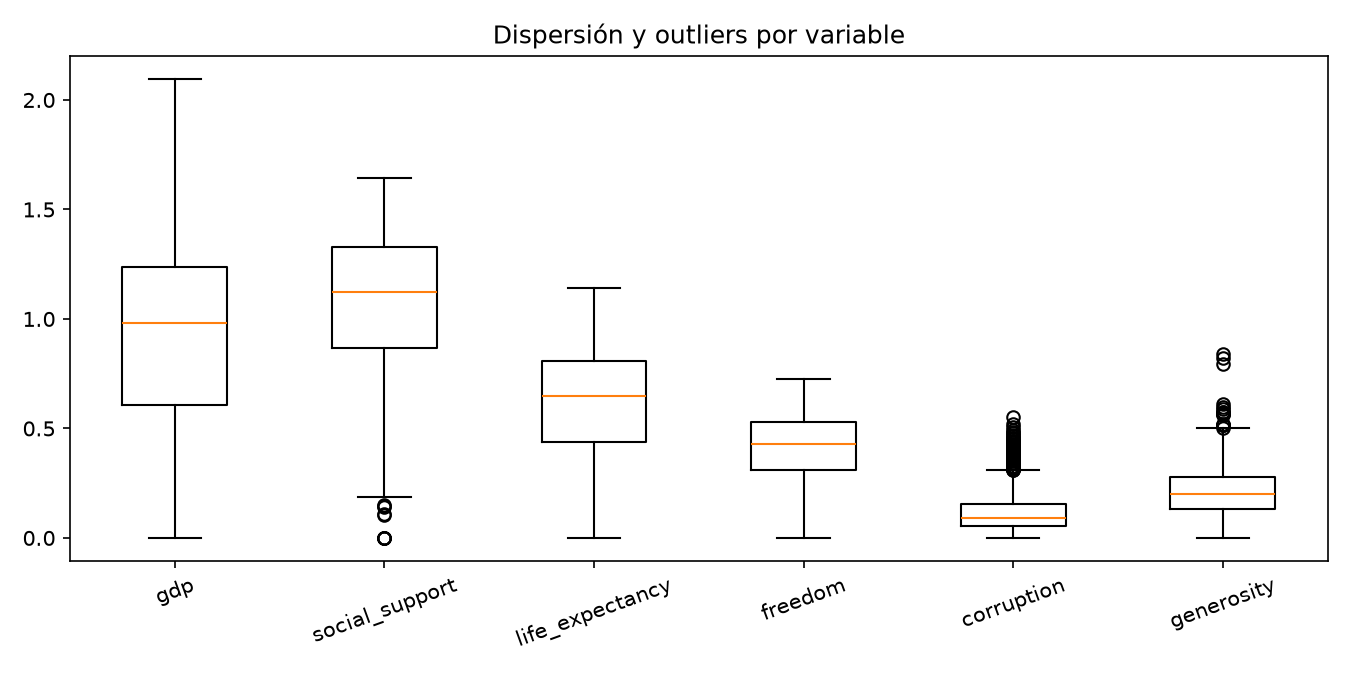 Dispersión y outliers por variable
2.0
1.5
1.0
0.5
0.0
gdp
social_support
life_expectancy
freedom
corruption
generosity